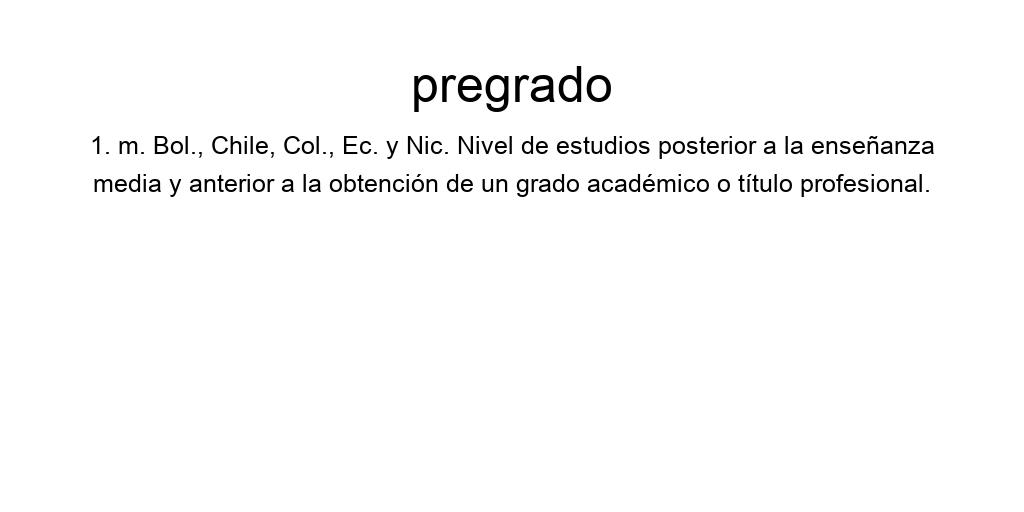 pregrado
1. m. Bol., Chile, Col., Ec. y Nic. Nivel de estudios posterior a la enseñanza
media y anterior a la obtención de un grado académico o título profesional.